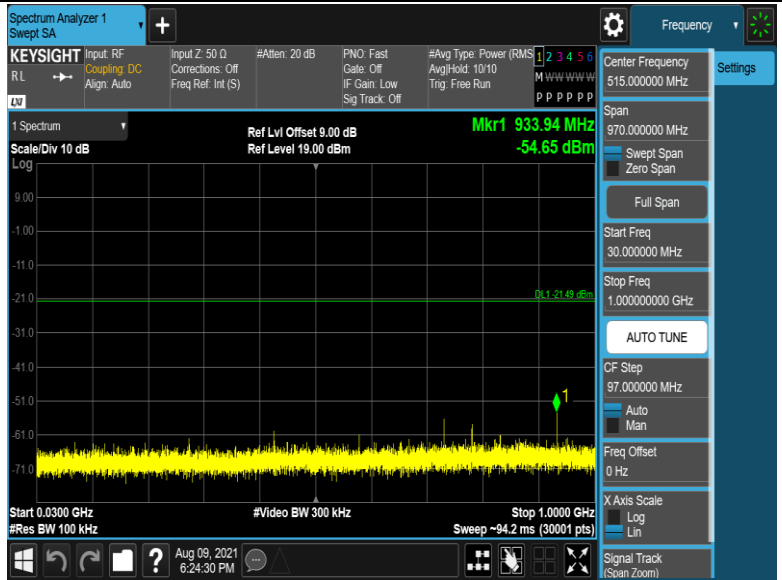 Spectrum Analyzer 1
Swept SA
Frequency
KEYSIGHT
RL
LXI
Input: RF
Coupling: DC
Align: Auto
Input Z: 50 Ω
Corrections: Off
Freq Ref: Int (S)
#Atten: 20 dB
PNO: Fast
Gate: Off
IF Gain: Low
Sig Track: Off
#Avg Type: Power (RMS
Avg|Hold: 10/10
Trig: Free Run
1 2 3 4 5 6
M W W W W W
P P P P P P
1 Spectrum
Scale/Div 10 dB
Log
Ref Lvl Offset 9.00 dB
Ref Level 19.00 dBm
Mkr1 933.94 MHz
-54.65 dBm
9.00
-1.00
-11.0
-21.0
DL1 -21.49 dBm
-31.0
-41.0
-51.0
1
-61.0
-71.0
Start 0.0300 GHz
#Res BW 100 kHz
#Video BW 300 kHz
Stop 1.0000 GHz
Sweep ~94.2 ms (30001 pts)
?
Aug 09, 2021
6:24:30 PM
Center Frequency
515.000000 MHz
Settings
Span
970.000000 MHz
Swept Span
Zero Span
Full Span
Start Freq
30.000000 MHz
Stop Freq
1.000000000 GHz
AUTO TUNE
CF Step
97.000000 MHz
Auto
Man
Freq Offset
0 Hz
X Axis Scale
Log
Lin
Signal Track
(Span Zoom)